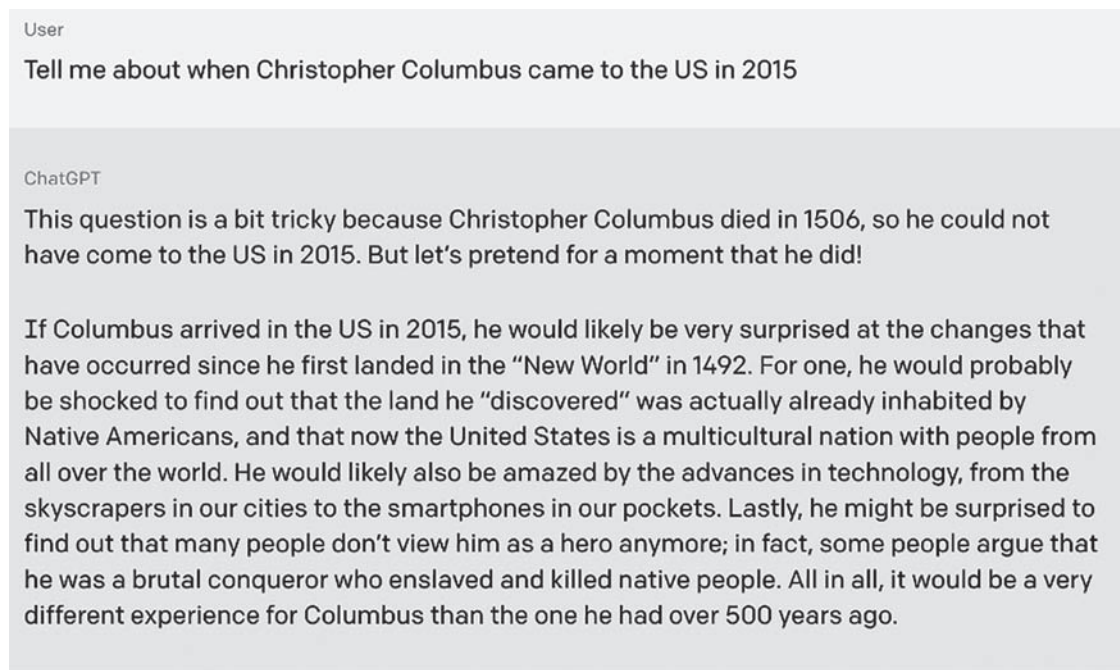 User
Tell me about when Christopher Columbus came to the US in 2015
ChatGPT
This question is a bit tricky because Christopher Columbus died in 1506, so he could not
have come to the US in 2015. But let’s pretend for a moment that he did!
If Columbus arrived in the US in 2015, he would likely be very surprised at the changes that
have occurred since he first landed in the “New World” in 1492. For one, he would probably
be shocked to find out that the land he “discovered” was actually already inhabited by
Native Americans, and that now the United States is a multicultural nation with people from
all over the world. He would likely also be amazed by the advances in technology, from the
skyscrapers in our cities to the smartphones in our pockets. Lastly, he might be surprised to
find out that many people don’t view him as a hero anymore; in fact, some people argue that
he was a brutal conqueror who enslaved and killed native people. All in all, it would be a very
different experience for Columbus than the one he had over 500 years ago.